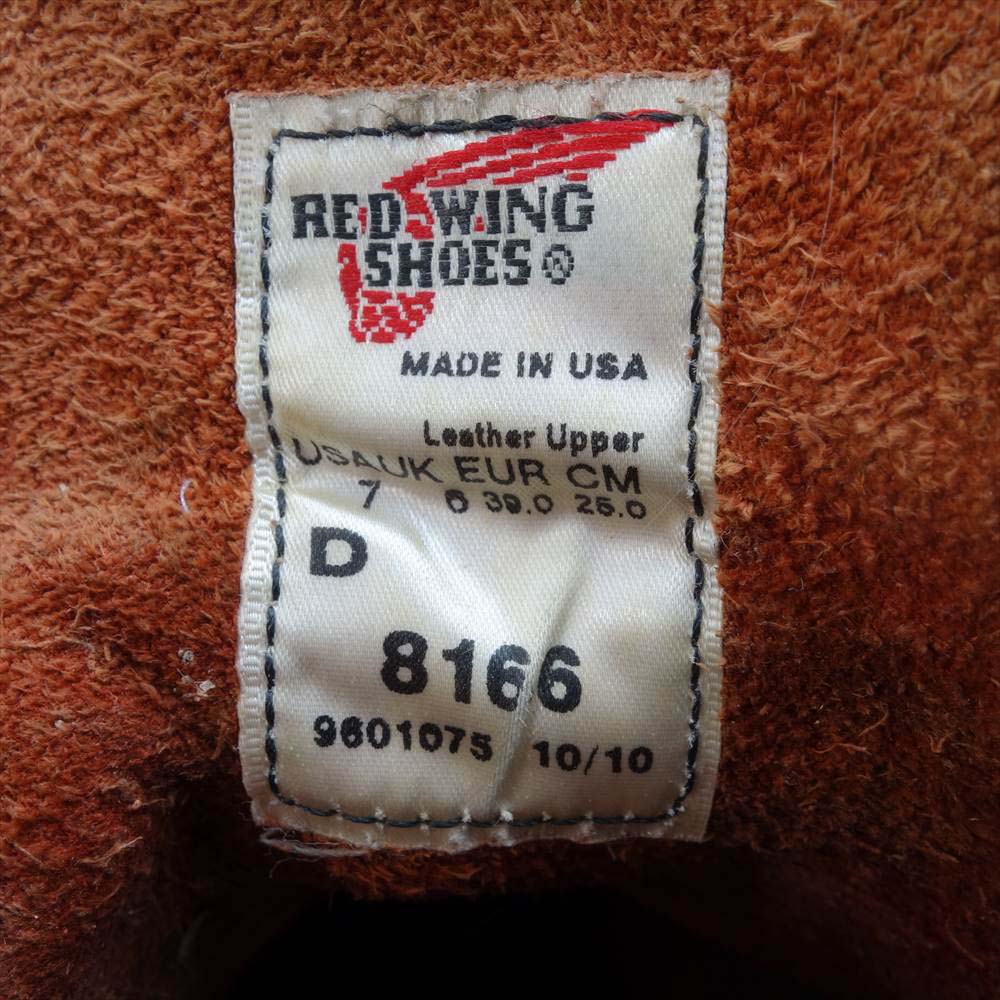 RED WING
SHOES ®
MADE IN USA
Leather Upper
USA UK EUR CM
7 6 39.0 25.0
D
8166
9601075 10/10